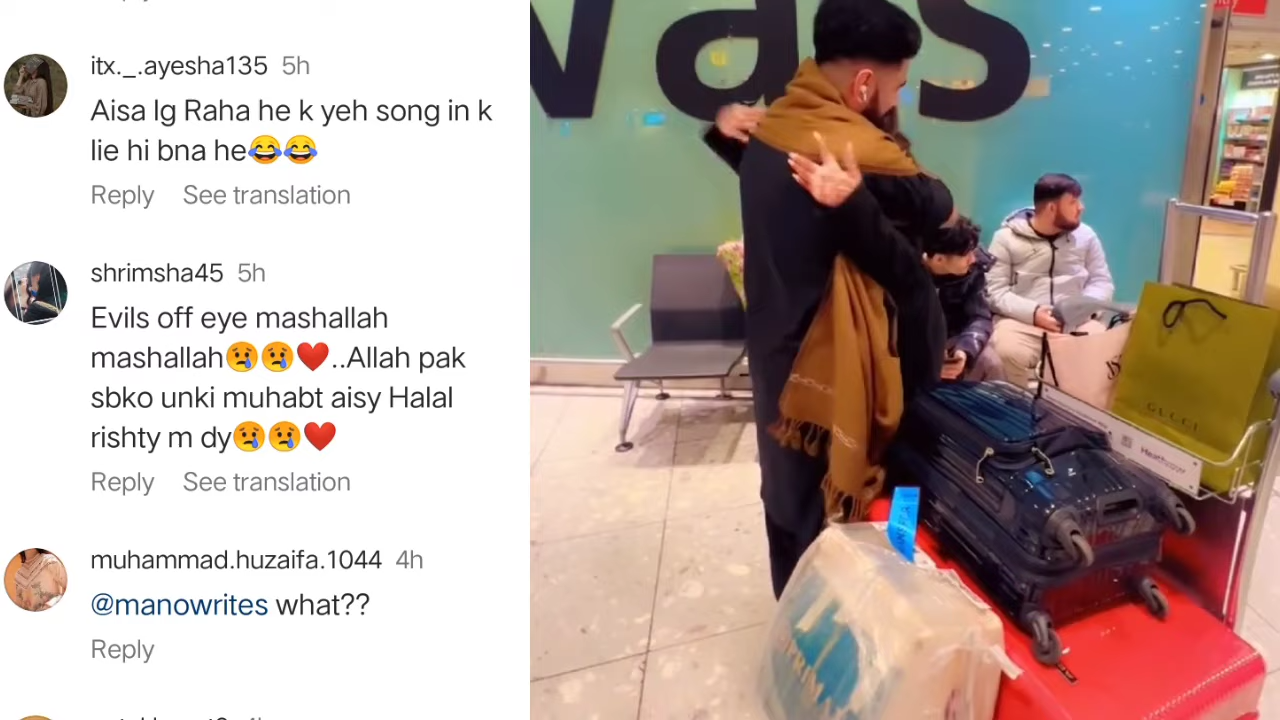 itx._.ayesha135 5h
Aisa lg Raha he k yeh song in k
lie hi bna he😂😂
Reply See translation
shrimsha45 5h
Evils off eye mashallah
mashallah😢😢❤️..Allah pak
sbko unki muhabt aisy Halal
rishty m dy😢😢❤️
Reply See translation
muhammad.huzaifa.1044 4h
@manowrites what??
Reply
was
GUCCI
Heathrow